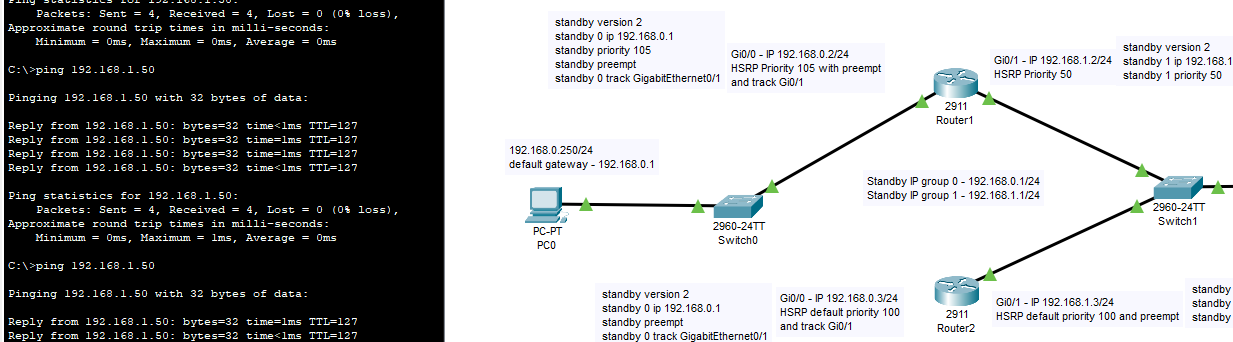 Ping statistics for 192.168.1.50:
Packets: Sent = 4, Received = 4, Lost = 0 (0% loss),
Approximate round trip times in milli-seconds:
Minimum = 0ms, Maximum = 0ms, Average = 0ms
C:\>ping 192.168.1.50
Pinging 192.168.1.50 with 32 bytes of data:
Reply from 192.168.1.50: bytes=32 time<1ms TTL=127
Reply from 192.168.1.50: bytes=32 time<1ms TTL=127
Reply from 192.168.1.50: bytes=32 time<1ms TTL=127
Reply from 192.168.1.50: bytes=32 time<1ms TTL=127
Ping statistics for 192.168.1.50:
Packets: Sent = 4, Received = 4, Lost = 0 (0% loss),
Approximate round trip times in milli-seconds:
Minimum = 0ms, Maximum = 1ms, Average = 0ms
C:\>ping 192.168.1.50
Pinging 192.168.1.50 with 32 bytes of data:
Reply from 192.168.1.50: bytes=32 time=1ms TTL=127
Reply from 192.168.1.50: bytes=32 time=1ms TTL=127
standby version 2
standby 0 ip 192.168.0.1
standby priority 105
standby preempt
standby 0 track GigabitEthernet0/1
Gi0/0 - IP 192.168.0.2/24
HSRP Priority 105 with preempt
and track Gi0/1
2911
Router1
Gi0/1 - IP 192.168.1.2/24
HSRP Priority 50
standby version 2
standby 1 ip 192.168.1
standby 1 priority 50
192.168.0.250/24
default gateway - 192.168.0.1
PC-PT
PC0
2960-24TT
Switch0
Standby IP group 0 - 192.168.0.1/24
Standby IP group 1 - 192.168.1.1/24
2960-24TT
Switch1
standby version 2
standby 0 ip 192.168.0.1
standby preempt
standby 0 track GigabitEthernet0/1
Gi0/0 - IP 192.168.0.3/24
HSRP default priority 100
and track Gi0/1
2911
Router2
Gi0/1 - IP 192.168.1.3/24
HSRP default priority 100 and preempt
standby
standby
standby